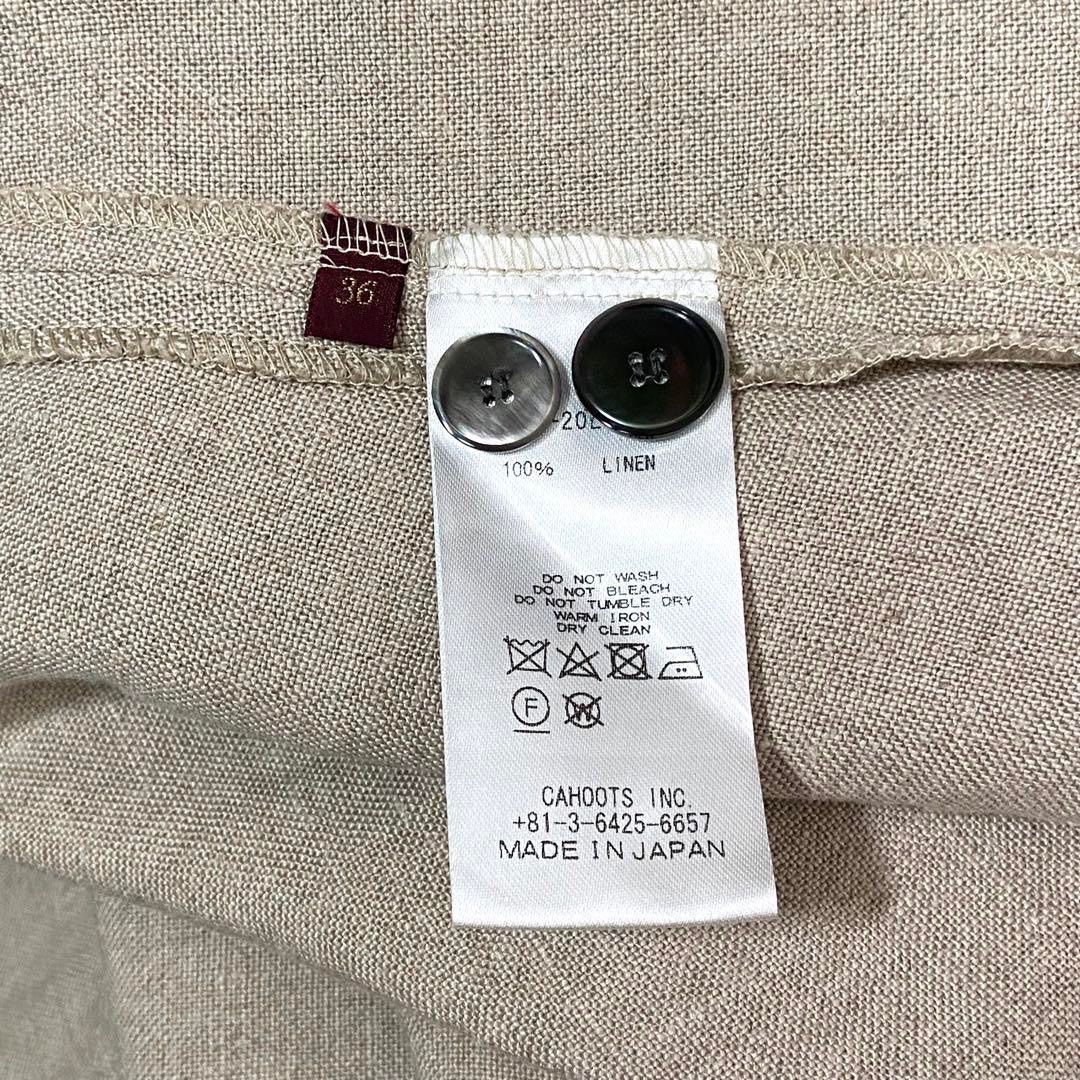 36
100% LINEN
DO NOT WASH
DO NOT BLEACH
DO NOT TUMBLE DRY
WARM IRON
DRY CLEAN
F W
CAHOOTS INC.
+81-3-6425-6657
MADE IN JAPAN